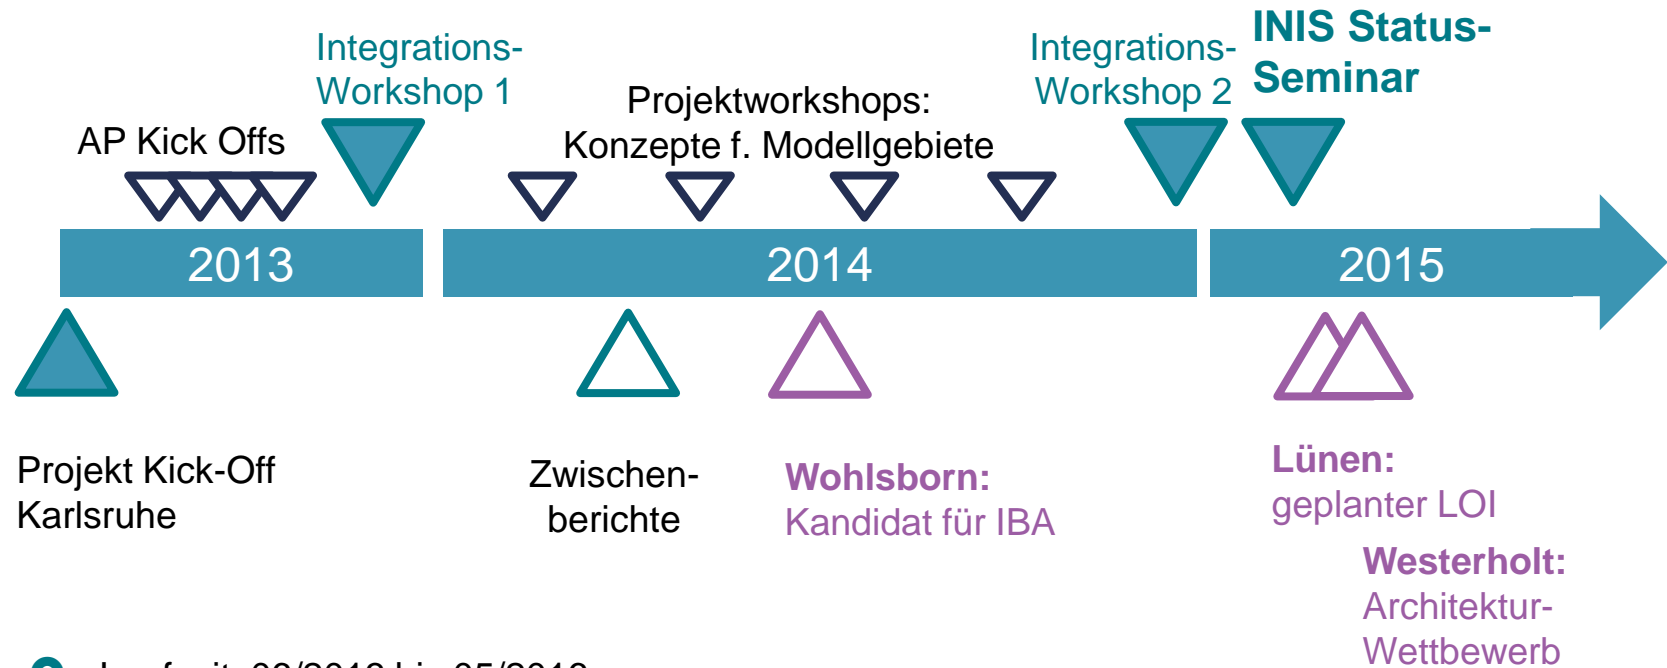 Integrations-
Workshop 1
Integrations-
Workshop 2
INIS Status-
Seminar
AP Kick Offs
Projektworkshops:
Konzepte f. Modellgebiete
2013
2014
2015
Projekt Kick-Off
Karlsruhe
Zwischen-
berichte
Wohlsborn:
Kandidat für IBA
Lünen:
geplanter LOI
Westerholt:
Architektur-
Wettbewerb